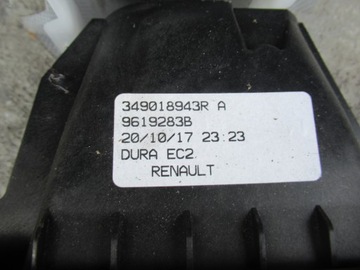 349018943R A
9619283B
20/10/17 23:23
DURA EC2
RENAULT